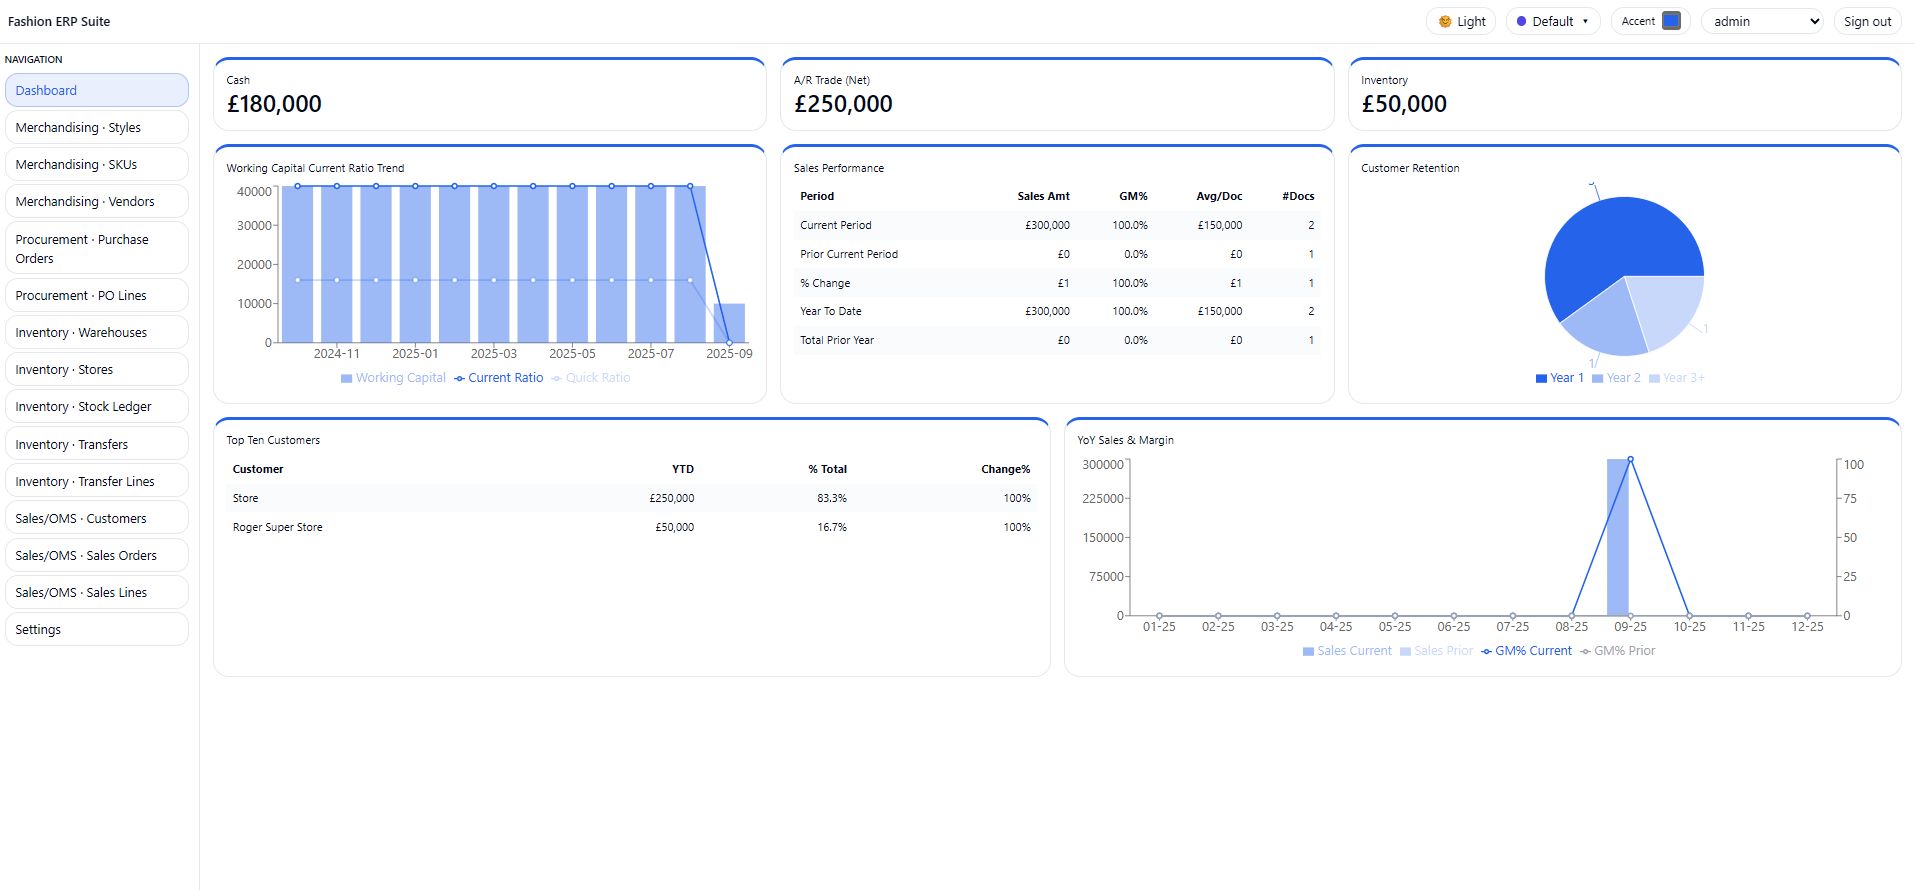 Fashion ERP Suite
Light
Default
Accent
admin
Sign out
NAVIGATION
Dashboard
Merchandising · Styles
Merchandising · SKUs
Merchandising · Vendors
Procurement · Purchase
Orders
Procurement · PO Lines
Inventory · Warehouses
Inventory · Stores
Inventory · Stock Ledger
Inventory · Transfers
Inventory · Transfer Lines
Sales/OMS · Customers
Sales/OMS · Sales Orders
Sales/OMS · Sales Lines
Settings
Cash
£180,000
A/R Trade (Net)
£250,000
Inventory
£50,000
Working Capital Current Ratio Trend
40000
30000
20000
10000
0
2024-11 2025-01 2025-03 2025-05 2025-07 2025-09
Working Capital Current Ratio Quick Ratio
Sales Performance
Period Sales Amt GM% Avg/Doc #Docs
Current Period £300,000 100.0% £150,000 2
Prior Current Period £0 0.0% £0 1
% Change £1 100.0% £1 1
Year To Date £300,000 100.0% £150,000 2
Total Prior Year £0 0.0% £0 1
Customer Retention
1
1
Year 1 Year 2 Year 3+
Top Ten Customers
Customer YTD % Total Change%
Store £250,000 83.3% 100%
Roger Super Store £50,000 16.7% 100%
YoY Sales & Margin
300000
225000
150000
75000
0
100
75
50
25
0
01-25 02-25 03-25 04-25 05-25 06-25 07-25 08-25 09-25 10-25 11-25 12-25
Sales Current Sales Prior GM% Current GM% Prior